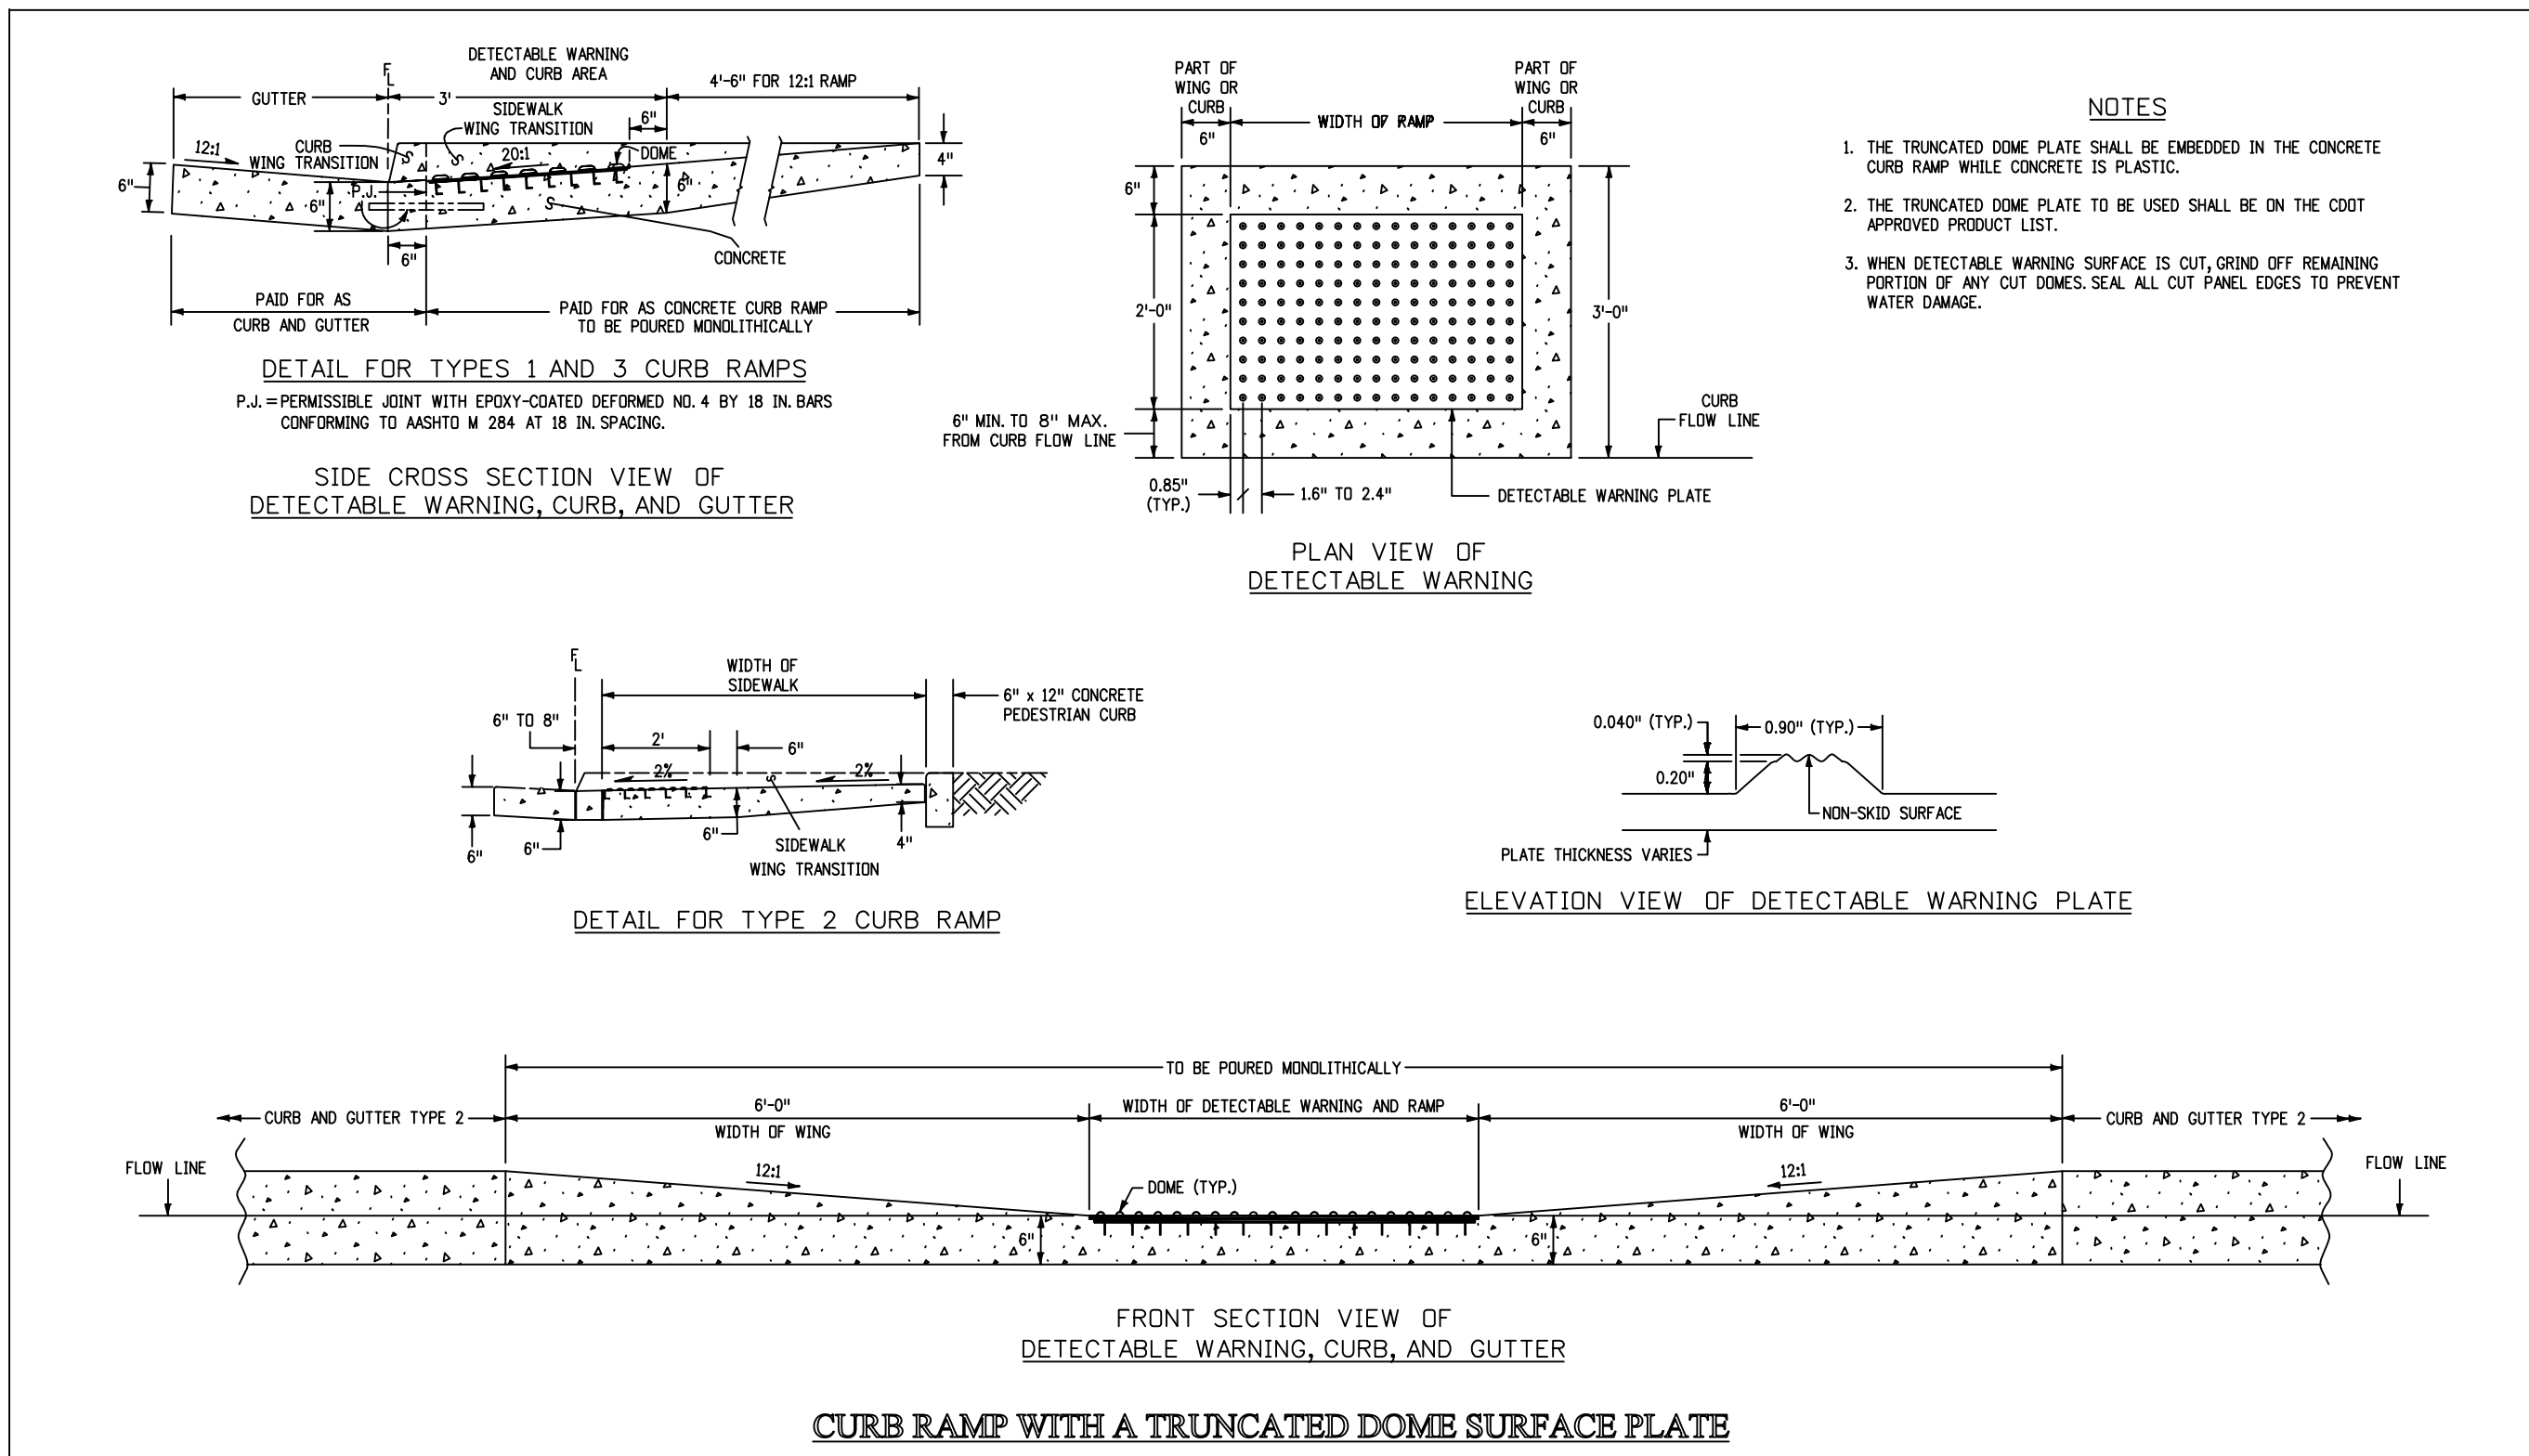 DETECTABLE WARNING
AND CURB AREA
FL
GUTTER
3'
4'-6" FOR 12:1 RAMP
SIDEWALK
WING TRANSITION
6"
CURB
WING TRANSITION
12:1
20:1
DOME
4"
6"
P.J.
6"
6"
6"
CONCRETE
PAID FOR AS
CURB AND GUTTER
PAID FOR AS CONCRETE CURB RAMP
TO BE POURED MONOLITHICALLY
DETAIL FOR TYPES 1 AND 3 CURB RAMPS
P.J. = PERMISSIBLE JOINT WITH EPOXY-COATED DEFORMED NO. 4 BY 18 IN. BARS
CONFORMING TO AASHTO M 284 AT 18 IN. SPACING.
SIDE CROSS SECTION VIEW OF
DETECTABLE WARNING, CURB, AND GUTTER
PART OF
WING OR
CURB
6"
WIDTH OF RAMP
PART OF
WING OR
CURB
6"
6"
2'-0"
3'-0"
6" MIN. TO 8" MAX.
FROM CURB FLOW LINE
CURB
FLOW LINE
0.85"
(TYP.)
1.6" TO 2.4"
DETECTABLE WARNING PLATE
PLAN VIEW OF
DETECTABLE WARNING
NOTES
1. THE TRUNCATED DOME PLATE SHALL BE EMBEDDED IN THE CONCRETE
CURB RAMP WHILE CONCRETE IS PLASTIC.
2. THE TRUNCATED DOME PLATE TO BE USED SHALL BE ON THE CDOT
APPROVED PRODUCT LIST.
3. WHEN DETECTABLE WARNING SURFACE IS CUT, GRIND OFF REMAINING
PORTION OF ANY CUT DOMES. SEAL ALL CUT PANEL EDGES TO PREVENT
WATER DAMAGE.
FL
WIDTH OF
SIDEWALK
6" x 12" CONCRETE
PEDESTRIAN CURB
6" TO 8"
2'
6"
2%
2%
6"
6"
6"
4"
SIDEWALK
WING TRANSITION
DETAIL FOR TYPE 2 CURB RAMP
0.040" (TYP.)
0.90" (TYP.)
0.20"
NON-SKID SURFACE
PLATE THICKNESS VARIES
ELEVATION VIEW OF DETECTABLE WARNING PLATE
TO BE POURED MONOLITHICALLY
CURB AND GUTTER TYPE 2
6'-0"
WIDTH OF WING
WIDTH OF DETECTABLE WARNING AND RAMP
6'-0"
WIDTH OF WING
CURB AND GUTTER TYPE 2
FLOW LINE
12:1
DOME (TYP.)
12:1
FLOW LINE
6"
6"
FRONT SECTION VIEW OF
DETECTABLE WARNING, CURB, AND GUTTER
CURB RAMP WITH A TRUNCATED DOME SURFACE PLATE